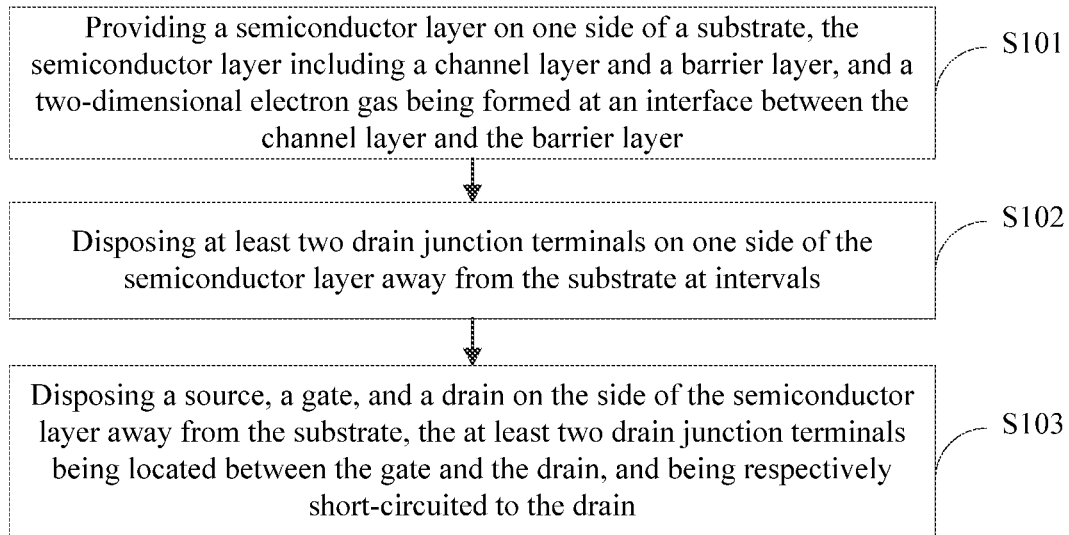 Providing a semiconductor layer on one side of a substrate, the
semiconductor layer including a channel layer and a barrier layer, and a
two-dimensional electron gas being formed at an interface between the
channel layer and the barrier layer
S101
Disposing at least two drain junction terminals on one side of the
semiconductor layer away from the substrate at intervals
S102
Disposing a source, a gate, and a drain on the side of the semiconductor
layer away from the substrate, the at least two drain junction terminals
being located between the gate and the drain, and being respectively
short-circuited to the drain
S103